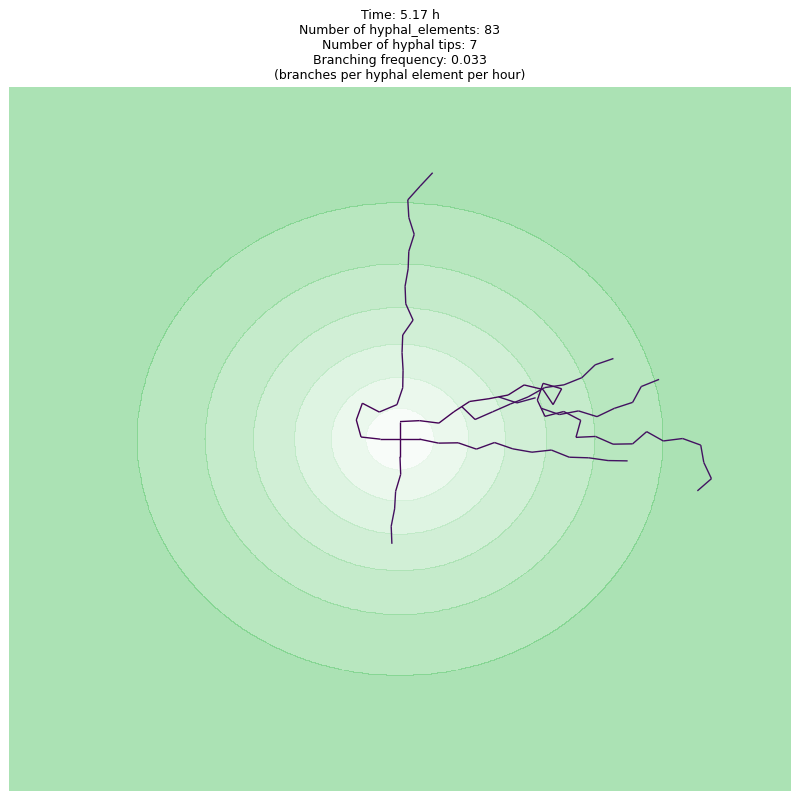 Time: 5.17 h
Number of hyphal_elements: 83
Number of hyphal tips: 7
Branching frequency: 0.033
(branches per hyphal element per hour)